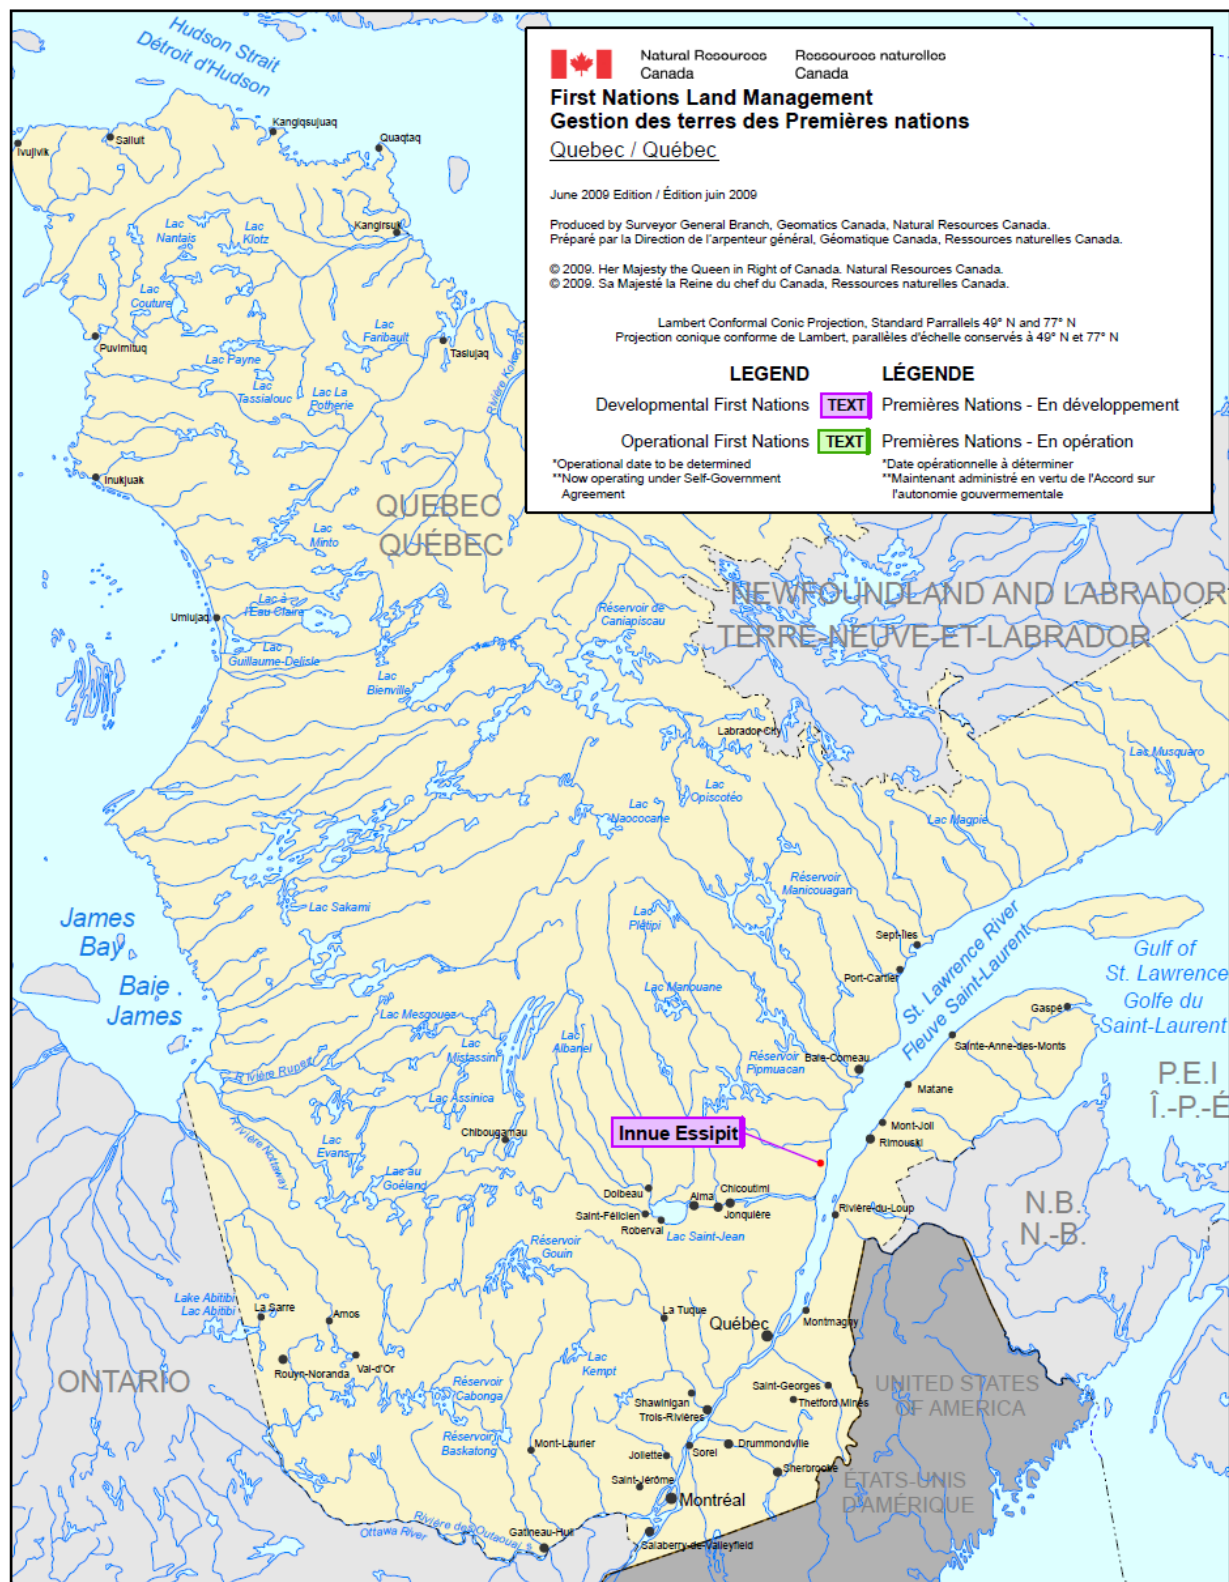 Hudson Strait
Détroit d'Hudson
Natural Resources
Canada
Ressources naturelles
Canada
First Nations Land Management
Gestion des terres des Premières nations
Quebec / Québec
June 2009 Edition / Édition juin 2009
Produced by Surveyor General Branch, Geomatics Canada, Natural Resources Canada.
Préparé par la Direction de l'arpenteur général, Géomatique Canada, Ressources naturelles Canada.
© 2009. Her Majesty the Queen in Right of Canada. Natural Resources Canada.
© 2009. Sa Majesté la Reine du chef du Canada, Ressources naturelles Canada.
Lambert Conformal Conic Projection, Standard Parrallels 49° N and 77° N
Projection conique conforme de Lambert, parallèles d'échelle conservés à 49° N et 77° N
LEGEND
LÉGENDE
Developmental First Nations
TEXT
Premières Nations - En développement
Operational First Nations
TEXT
Premières Nations - En opération
*Operational date to be determined
**Now operating under Self-Government
Agreement
*Date opérationnelle à déterminer
**Maintenant administré en vertu de l'Accord sur
l'autonomie gouvermementale
Ivujivik
Salluit
Kangiqsujuaq
Quaqtaq
Kangirsuk
Lac
Nantais
Lac
Klotz
Lac
Couture
Puvirnituq
Lac
Faribault
Tasiujaq
Lac Payne
Lac
Tassialouc
Lac La
Potherie
Inukjuak
QUEBEC
QUÉBEC
Lac
Minto
Umiujaq
Lac à
l'Eau Claire
Lac
Guillaume-Delisle
Lac
Bienville
Réservoir de
Caniapiscau
NEWFOUNDLAND AND LABRADOR
TERRE-NEUVE-ET-LABRADOR
Labrador City
Lac Musquaro
Lac
Opiscotéo
Lac
Naococane
Lac Magpie
Réservoir
Manicouagan
Lac Sakami
Lac
Plétipi
Sept-Îles
Port-Cartier
St. Lawrence River
Fleuve Saint-Laurent
James
Bay
Baie
James
Gulf of
St. Lawrence
Golfe du
Saint-Laurent
Lac Manouane
Lac Mesgouez
Lac
Mistassini
Lac
Albanel
Gaspé
Sainte-Anne-des-Monts
Réservoir
Pipmuacan
Baie-Comeau
Rivière Rupert
Matane
P.E.I
Î.-P.-É
Lac Assinica
Mont-Joli
Rimouski
Chibougamau
Innue Essipit
Rivière Nottaway
Lac
Evans
Lac au
Goéland
Dolbeau
Alma
Chicoutimi
Saint-Félicien
Jonquière
Roberval
Lac Saint-Jean
Rivière-du-Loup
N.B.
N.-B.
Réservoir
Gouin
Lake Abitibi
Lac Abitibi
La Sarre
Amos
La Tuque
Québec
Montmagny
Rouyn-Noranda
Val-d'Or
Lac
Kempt
ONTARIO
Réservoir
Cabonga
Shawinigan
Trois-Rivières
Saint-Georges
Thetford Mines
UNITED STATES
OF AMERICA
Réservoir
Baskatong
Mont-Laurier
Joliette
Sorel
Drummondville
Saint-Jérôme
Sherbrooke
ÉTATS-UNIS
D'AMÉRIQUE
Montréal
Ottawa River
Gatineau-Hull
Salaberry-de-Valleyfield